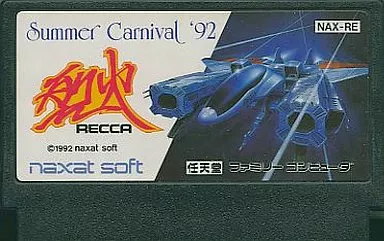 Summer Carnival '92
NAX-RE
烈火
RECCA
©1992 naxat soft
naxat soft
任天堂 ファミリーコンピュータ